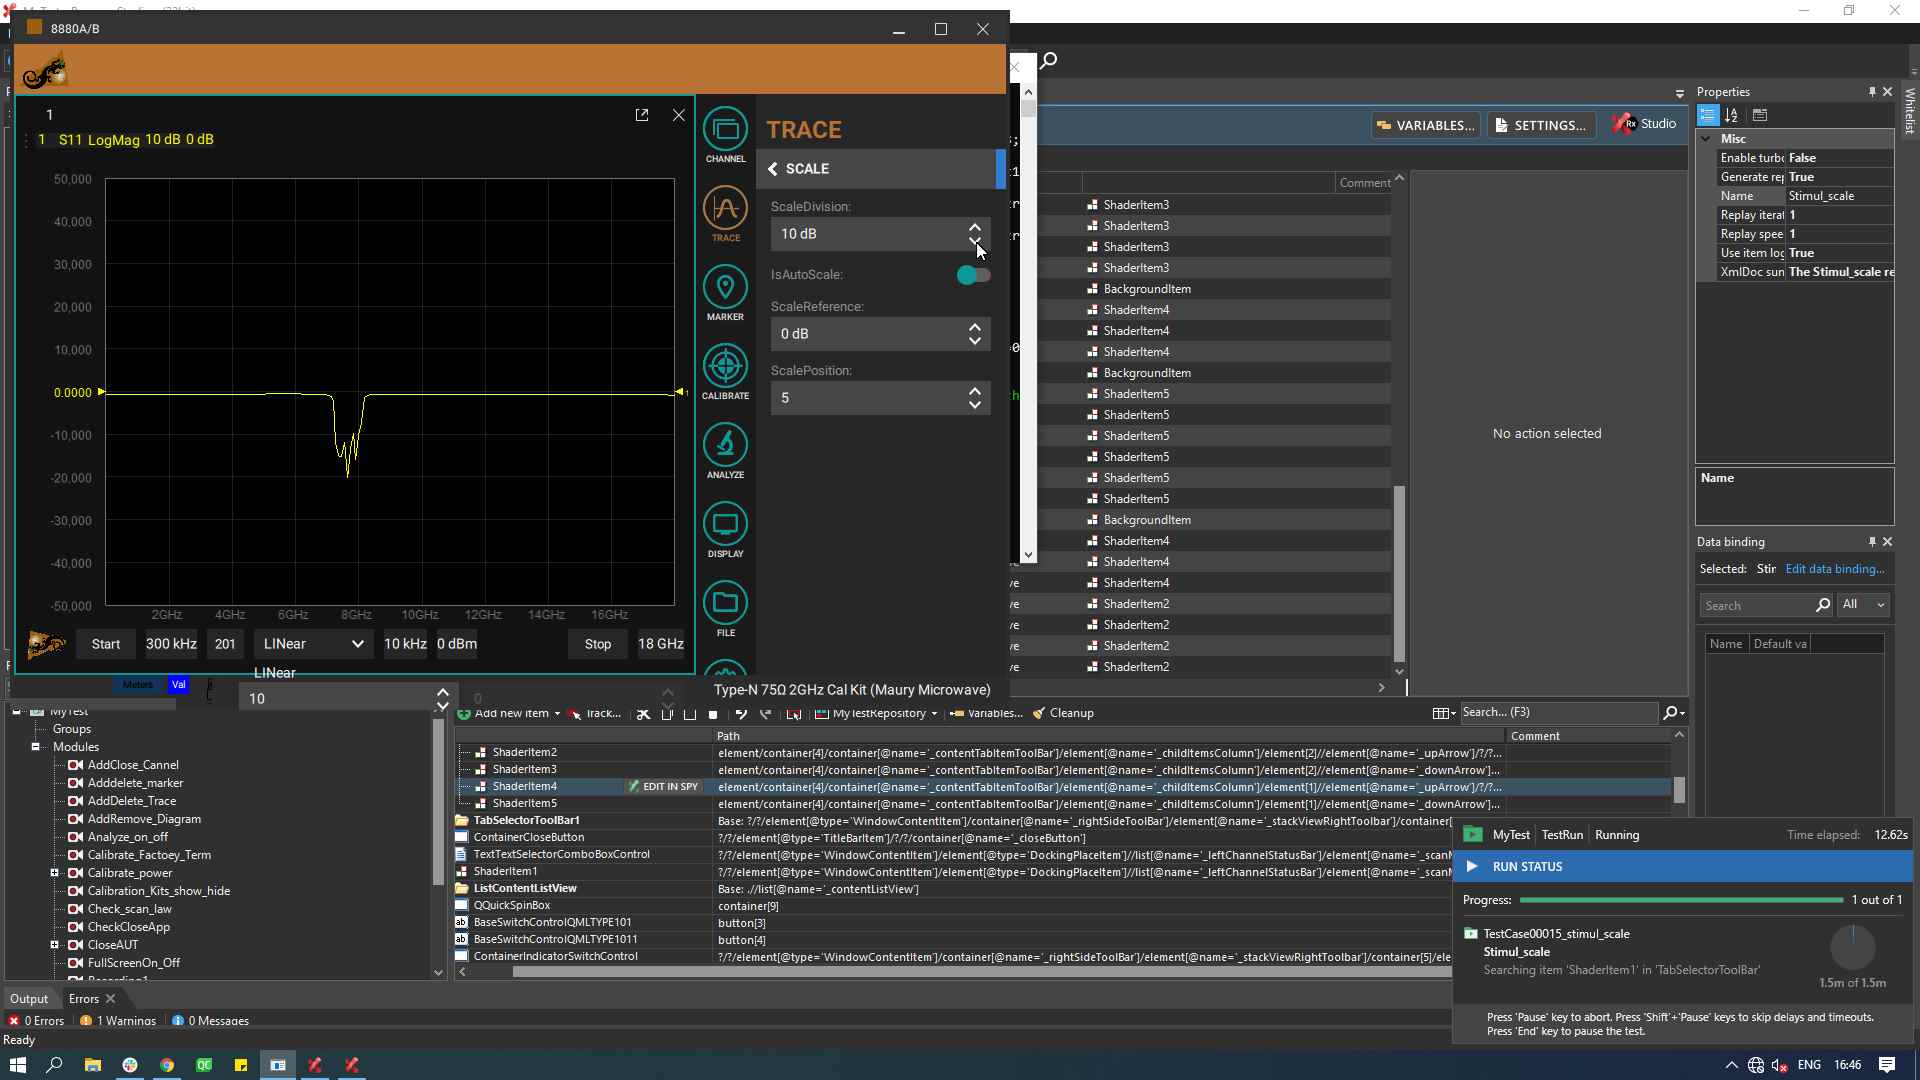 8880A/B
1
1 S11 LogMag 10 dB 0 dB
50,000
40,000
30,000
20,000
10,000
0.0000
-10,000
-20,000
-30,000
-40,000
-50,000
2GHz 4GHz 6GHz 8GHz 10GHz 12GHz 14GHz 16GHz
1
Start 300 kHz 201 LINear 10 kHz 0 dBm Stop 18 GHz
LINear
Meters Val
10
0
Type-N 75Ω 2GHz Cal Kit (Maury Microwave)
CHANNEL
TRACE
MARKER
CALIBRATE
ANALYZE
DISPLAY
FILE
TRACE
SCALE
ScaleDivision:
10 dB
IsAutoScale:
ScaleReference:
0 dB
ScalePosition:
5
VARIABLES... SETTINGS... Rx Studio
Comment
ShaderItem3
ShaderItem3
ShaderItem3
ShaderItem3
BackgroundItem
ShaderItem4
ShaderItem4
ShaderItem4
BackgroundItem
ShaderItem5
ShaderItem5
ShaderItem5
ShaderItem5
ShaderItem5
ShaderItem5
BackgroundItem
ShaderItem4
ShaderItem4
ShaderItem4
ShaderItem2
ShaderItem2
ShaderItem2
ShaderItem2
No action selected
Properties
Whitelist
Misc
Enable turb False
Generate rep True
Name Stimul_scale
Replay iterat 1
Replay spee 1
Use item log True
XmlDoc sun The Stimul_scale re
Name
Data binding
Selected: Stir Edit data binding...
Search All
Name Default va
MyTest
Groups
Modules
AddClose_Cannel
Adddelete_marker
AddDelete_Trace
AddRemove_Diagram
Analyze_on_off
Calibrate_Factoey_Term
Calibrate_power
Calibration_Kits_show_hide
Check_scan_law
CheckCloseApp
CloseAUT
FullScreenOn_Off
Add new item Track... MyTestRepository Variables... Cleanup Search... (F3)
Path Comment
ShaderItem2 element/container[4]/container[@name='_contentTabItemToolBar']/element[@name='_childItemsColumn']/element[2]//element[@name='_upArrow']/?/?...
ShaderItem3 element/container[4]/container[@name='_contentTabItemToolBar']/element[@name='_childItemsColumn']/element[2]//element[@name='_downArrow']...
ShaderItem4 EDIT IN SPY element/container[4]/container[@name='_contentTabItemToolBar']/element[@name='_childItemsColumn']/element[1]//element[@name='_upArrow']/?/?...
ShaderItem5 element/container[4]/container[@name='_contentTabItemToolBar']/element[@name='_childItemsColumn']/element[1]//element[@name='_downArrow']...
TabSelectorToolBar1 Base: ?/?/element[@type='WindowContentItem']/element[@name='_rightSideToolBar']/element[@name='_stackViewRightToolbar']/container[
ContainerCloseButton ?/?/element[@type='TitleBarItem']/?/?/container[@name='_closeButton']
TextTextSelectorComboBoxControl ?/?/element[@type='WindowContentItem']/element[@type='DockingPlaceItem']//list[@name='_leftChannelStatusBar']/element[@name='_scanM
ShaderItem1 ?/?/element[@type='WindowContentItem']/element[@type='DockingPlaceItem']//list[@name='_leftChannelStatusBar']/element[@name='_scanM
ListContentListView Base: .//list[@name='_contentListView']
QQuickSpinBox container[9]
BaseSwitchControlQMLTYPE101 button[3]
BaseSwitchControlQMLTYPE1011 button[4]
ContainerIndicatorSwitchControl ?/?/element[@type='WindowContentItem']/container[@name='_rightSideToolBar']/element[@name='_stackViewRightToolbar']/container[5]/ele
MyTest TestRun Running Time elapsed: 12.62s
RUN STATUS
Progress: 1 out of 1
TestCase00015_stimul_scale
Stimul_scale
Searching item 'ShaderItem1' in 'TabSelectorToolBar'
1.5m of 1.5m
Press 'Pause' key to abort. Press 'Shift'+'Pause' keys to skip delays and timeouts.
Press 'End' key to pause the test.
Output Errors
0 Errors 1 Warnings 0 Messages
Ready
ENG 16:46